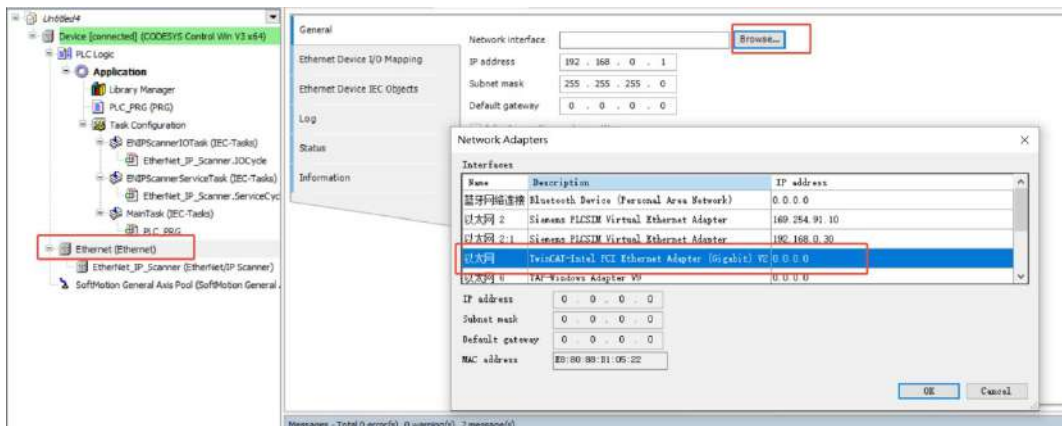 Untitled4
Device [connected] (CODESYS Control Win V3 x64)
PLC Logic
Application
Library Manager
PLC_PRG (PRG)
Task Configuration
ENIPScannerIOTask (IEC-Tasks)
EtherNet_IP_Scanner.IOCycle
ENIPScannerServiceTask (IEC-Tasks)
EtherNet_IP_Scanner.ServiceCyc
MainTask (IEC-Tasks)
PLC_PRG
Ethernet (Ethernet)
EtherNet_IP_Scanner (EtherNet/IP Scanner)
SoftMotion General Axis Pool (SoftMotion General
General
Ethernet Device I/O Mapping
Ethernet Device IEC Objects
Log
Status
Information
Network interface
Browse...
IP address 192 . 168 . 0 . 1
Subnet mask 255 . 255 . 255 . 0
Default gateway 0 . 0 . 0 . 0
Network Adapters
Interfaces
Name Description IP address
蓝牙网络连接 Bluetooth Device (Personal Area Network) 0.0.0.0
以太网 2 Siemens PLCSIM Virtual Ethernet Adapter 169.254.91.10
以太网 2:1 Siemens PLCSIM Virtual Ethernet Adapter 192.168.0.30
以太网 TwinCAT-Intel PCI Ethernet Adapter (Gigabit) V2 0.0.0.0
以太网 6 TAP-Windows Adapter V9 0.0.0.0
IP address 0 . 0 . 0 . 0
Subnet mask 0 . 0 . 0 . 0
Default gateway 0 . 0 . 0 . 0
MAC address
OK Cancel
Messages - Total 0 error(s), 0 warning(s), 7 message(s)